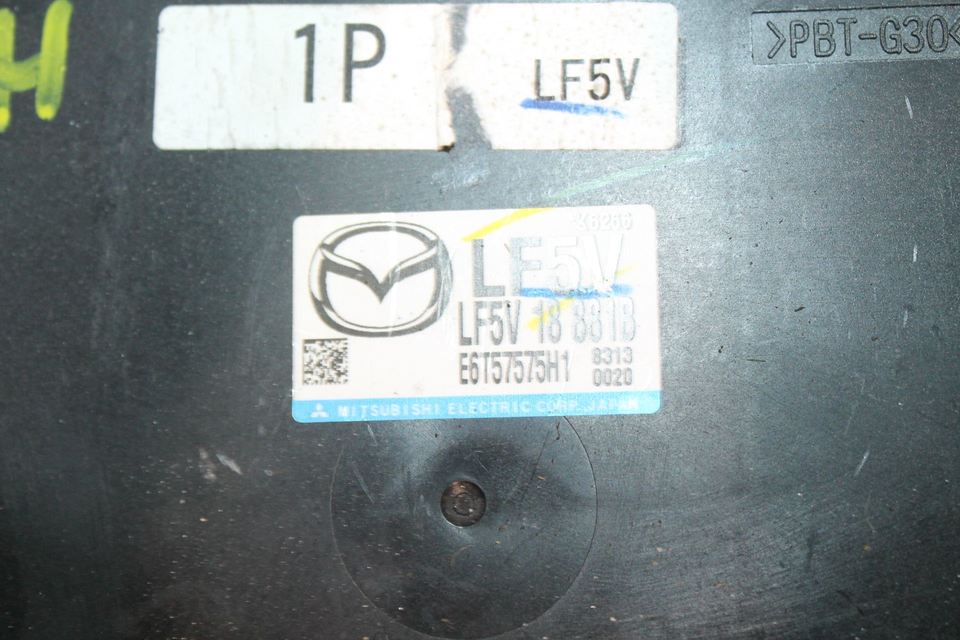 1P
LF5V
>PBT-G30<
K6266
LF5V
LF5V 18 881B
E6T57575H1
8313
0020
MITSUBISHI ELECTRIC CORP. JAPAN